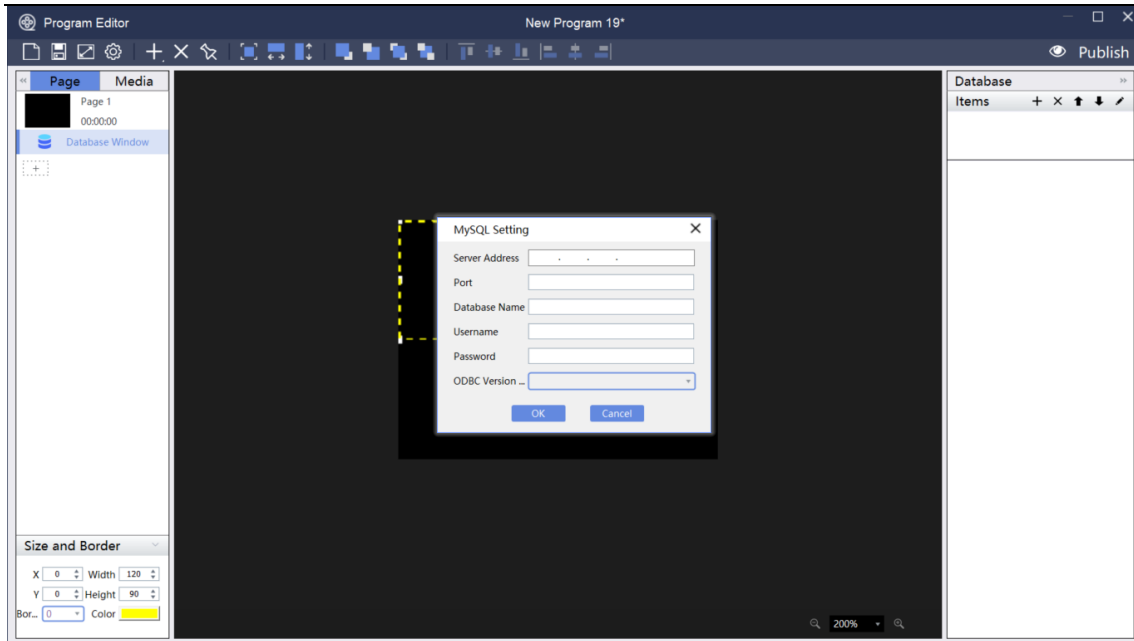 Program Editor
New Program 19*
Publish
Page
Media
Page 1
00:00:00
Database Window
Size and Border
X 0 Width 120
Y 0 Height 90
Bor... 0 Color
MySQL Setting
Server Address . . .
Port
Database Name
Username
Password
ODBC Version ...
OK Cancel
200%
Database
Items